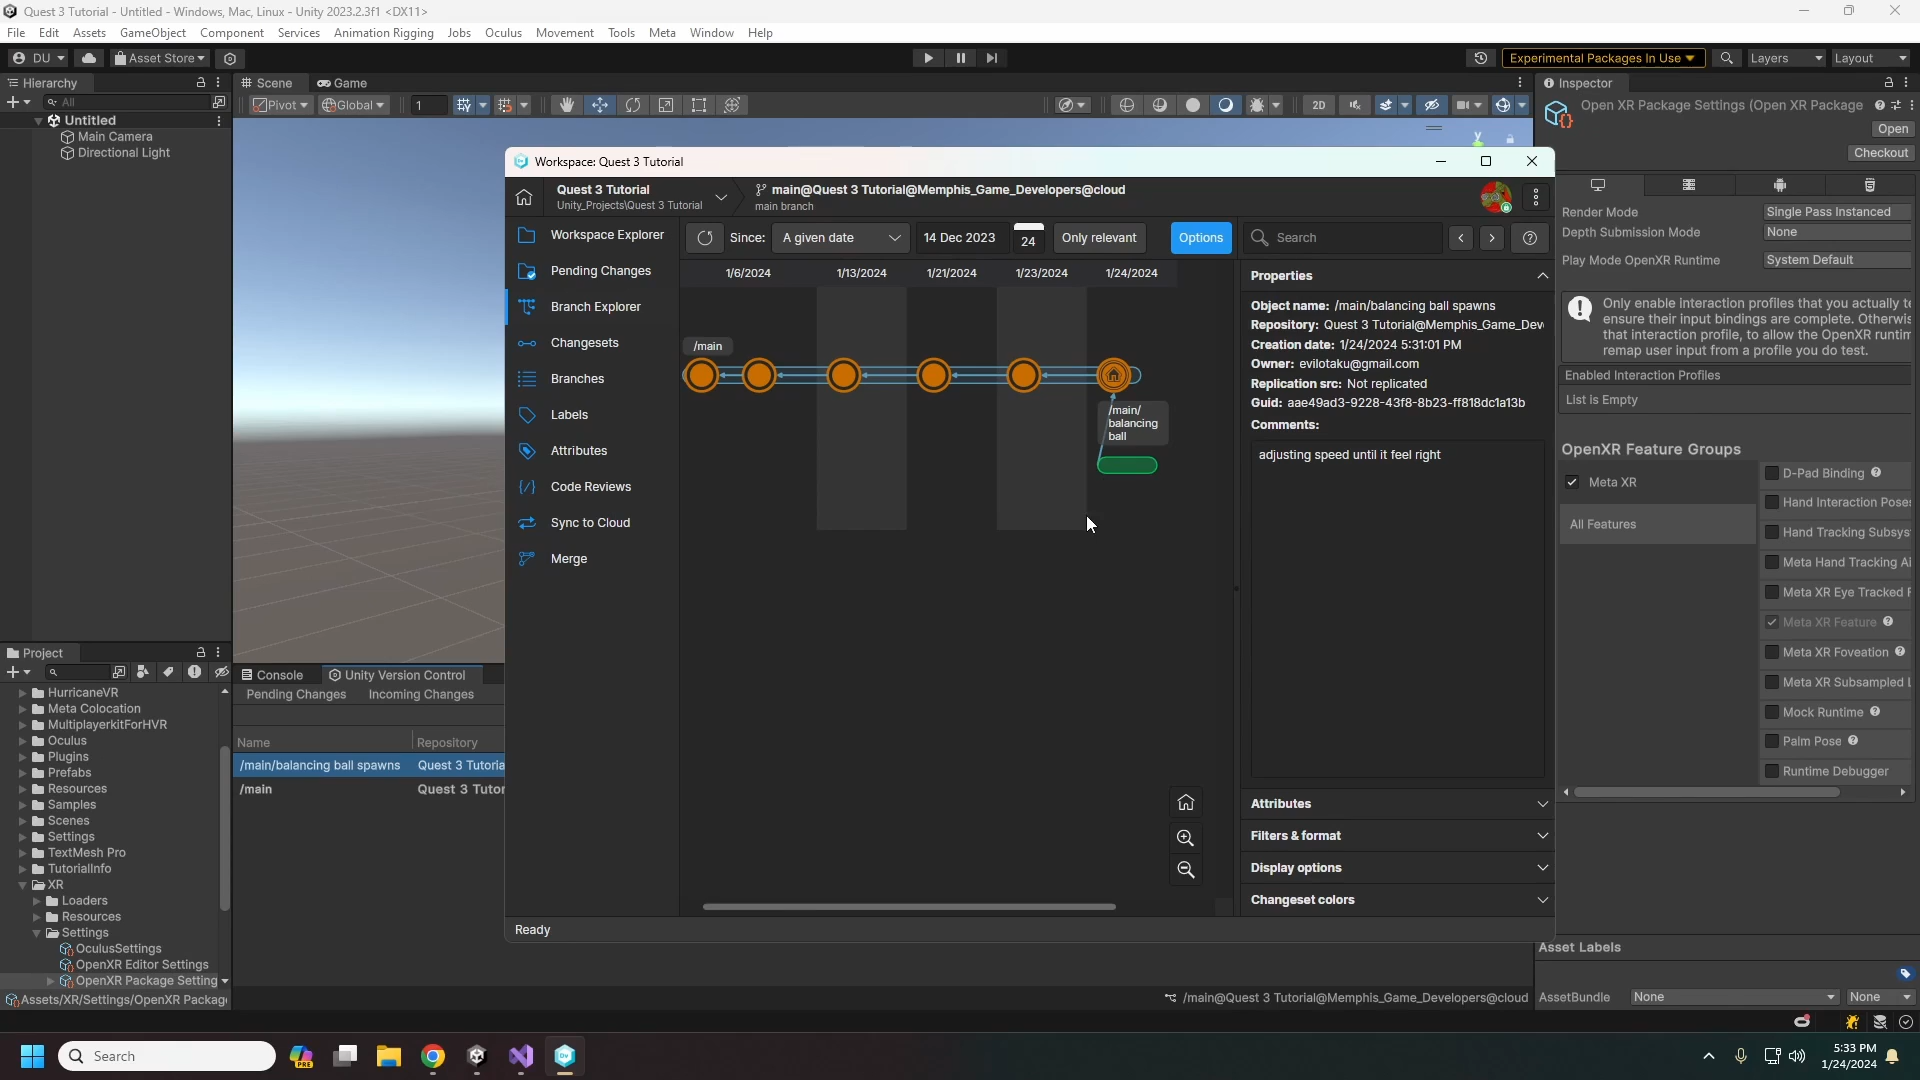 Quest 3 Tutorial - Untitled - Windows, Mac, Linux - Unity 2023.2.3f1 <DX11>
File Edit Assets GameObject Component Services Animation Rigging Jobs Oculus Movement Tools Meta Window Help
DU Asset Store Experimental Packages In Use Layers Layout
Hierarchy
Scene Game
Inspector
All
Pivot Global 1 2D
Open XR Package Settings (Open XR Package
Open
Checkout
Untitled
Main Camera
Directional Light
Workspace: Quest 3 Tutorial
Quest 3 Tutorial
Unity_Projects\Quest 3 Tutorial
main@Quest 3 Tutorial@Memphis_Game_Developers@cloud
main branch
Workspace Explorer
Pending Changes
Branch Explorer
Changesets
Branches
Labels
Attributes
Code Reviews
Sync to Cloud
Merge
Since: A given date 14 Dec 2023 24 Only relevant Options Search
1/6/2024 1/13/2024 1/21/2024 1/23/2024 1/24/2024
/main
/main/
balancing
ball
Properties
Object name: /main/balancing ball spawns
Repository: Quest 3 Tutorial@Memphis_Game_Dev
Creation date: 1/24/2024 5:31:01 PM
Owner: evilotaku@gmail.com
Replication src: Not replicated
Guid: aae49ad3-9228-43f8-8b23-ff818dc1a13b
Comments:
adjusting speed until it feel right
Attributes
Filters & format
Display options
Changeset colors
Ready
Render Mode Single Pass Instanced
Depth Submission Mode None
Play Mode OpenXR Runtime System Default
Only enable interaction profiles that you actually te
ensure their input bindings are complete. Otherwis
that interaction profile, to allow the OpenXR runtim
remap user input from a profile you do test.
Enabled Interaction Profiles
List is Empty
OpenXR Feature Groups
Meta XR
All Features
D-Pad Binding
Hand Interaction Poses
Hand Tracking Subsys
Meta Hand Tracking Ai
Meta XR Eye Tracked F
Meta XR Feature
Meta XR Foveation
Meta XR Subsampled L
Mock Runtime
Palm Pose
Runtime Debugger
Asset Labels
AssetBundle None None
Project
HurricaneVR
Meta Colocation
MultiplayerkitForHVR
Oculus
Plugins
Prefabs
Resources
Samples
Scenes
Settings
TextMesh Pro
TutorialInfo
XR
Loaders
Resources
Settings
OculusSettings
OpenXR Editor Settings
OpenXR Package Setting
Assets/XR/Settings/OpenXR Package
Console Unity Version Control
Pending Changes Incoming Changes
Name Repository
/main/balancing ball spawns Quest 3 Tutoria
/main Quest 3 Tutor
/main@Quest 3 Tutorial@Memphis_Game_Developers@cloud
Search
PRE
5:33 PM
1/24/2024